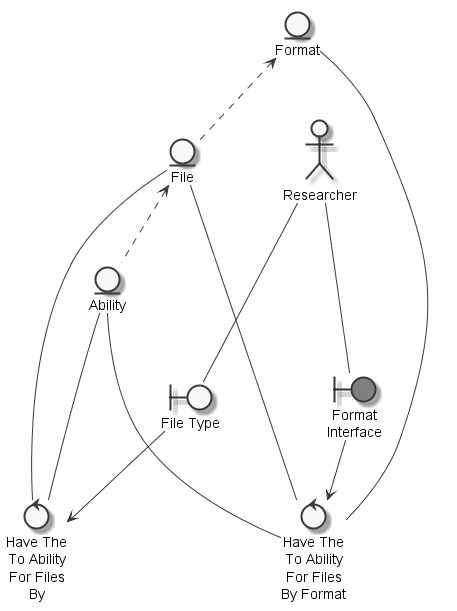 Format
Researcher
File
Ability
File Type
Format
Interface
Have The
To Ability
For Files
By
Have The
To Ability
For Files
By Format